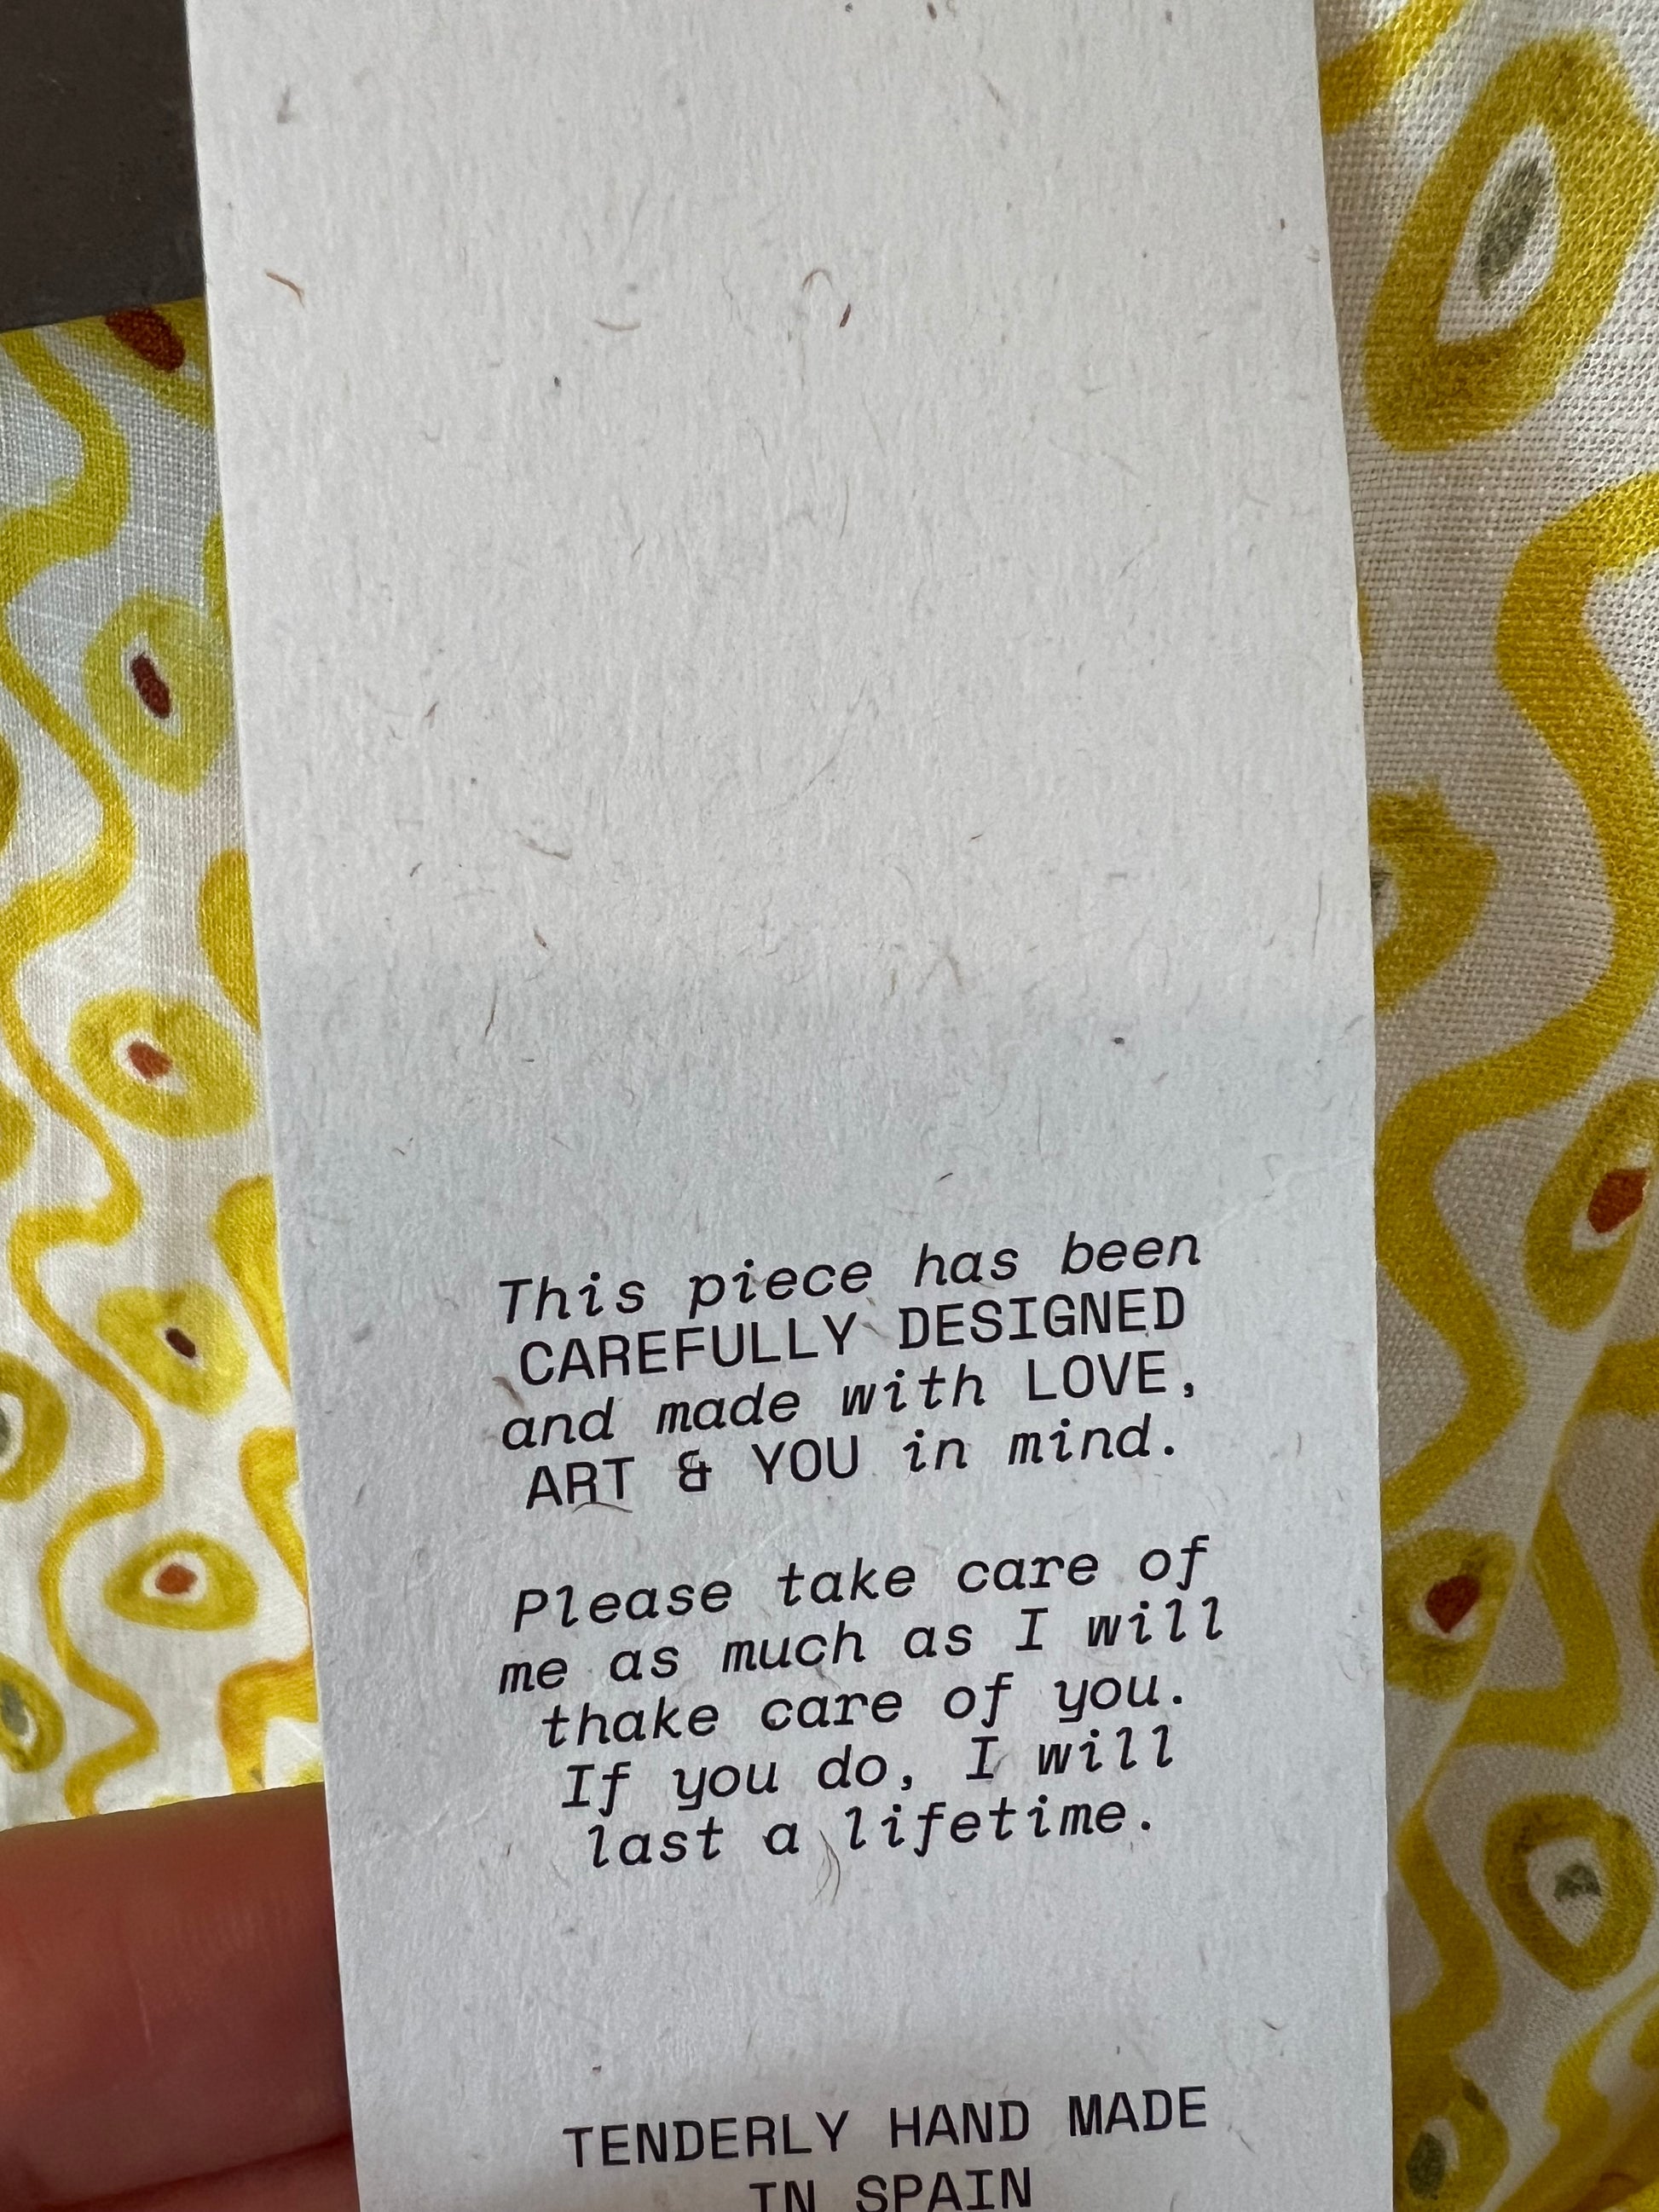 This piece has been
CAREFULLY DESIGNED
and made with LOVE,
ART & YOU in mind.
Please take care of
me as much as I will
thake care of you.
If you do, I will
last a lifetime.
TENDERLY HAND MADE
IN SPAIN